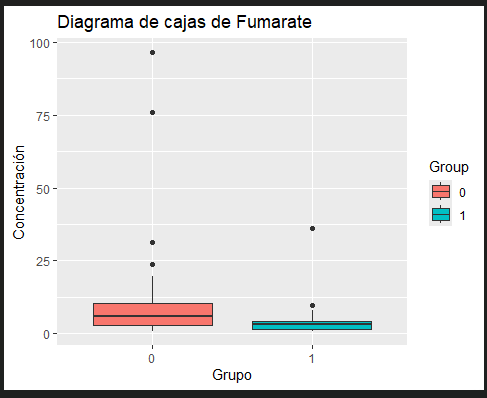 Diagrama de cajas de Fumarate
100
75
50
25
0
Concentración
0
1
Grupo
Group
0
1